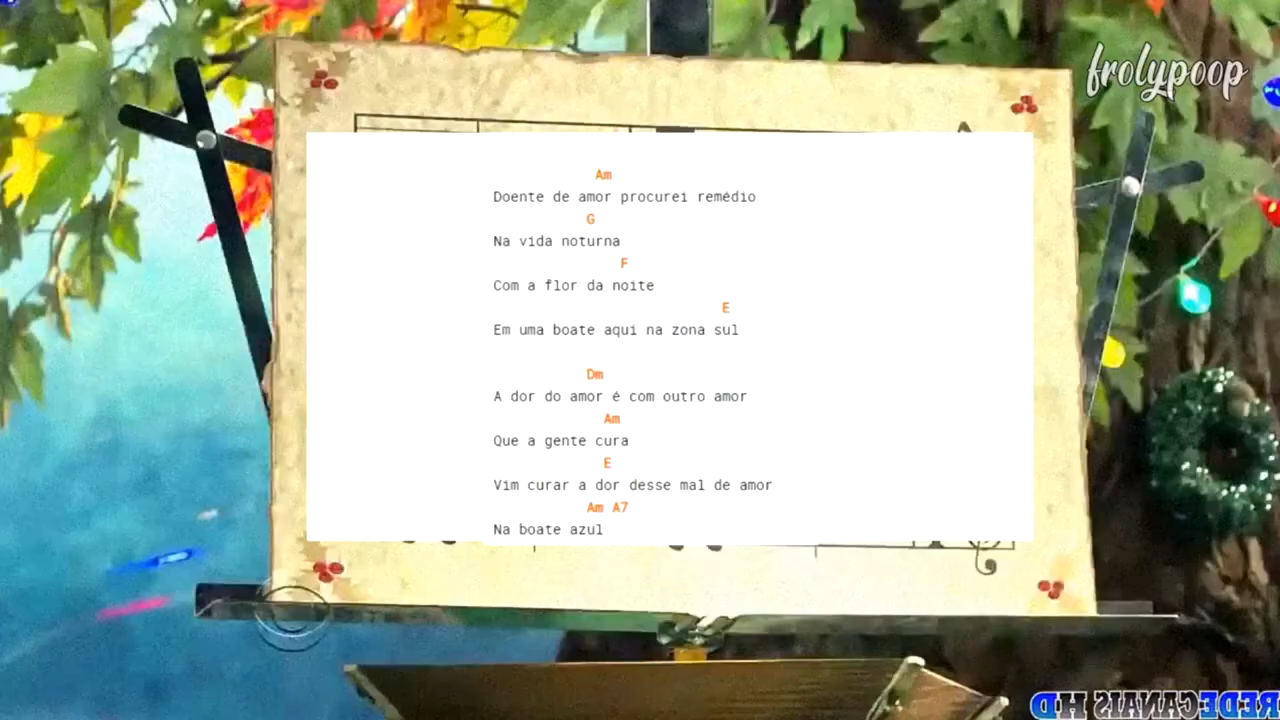 frolypoop
Am
Doente de amor procurei remédio
G
Na vida noturna
F
Com a flor da noite
E
Em uma boate aqui na zona sul
Dm
A dor do amor é com outro amor
Am
Que a gente cura
E
Vim curar a dor desse mal de amor
Am A7
Na boate azul
REDECANAIS HD